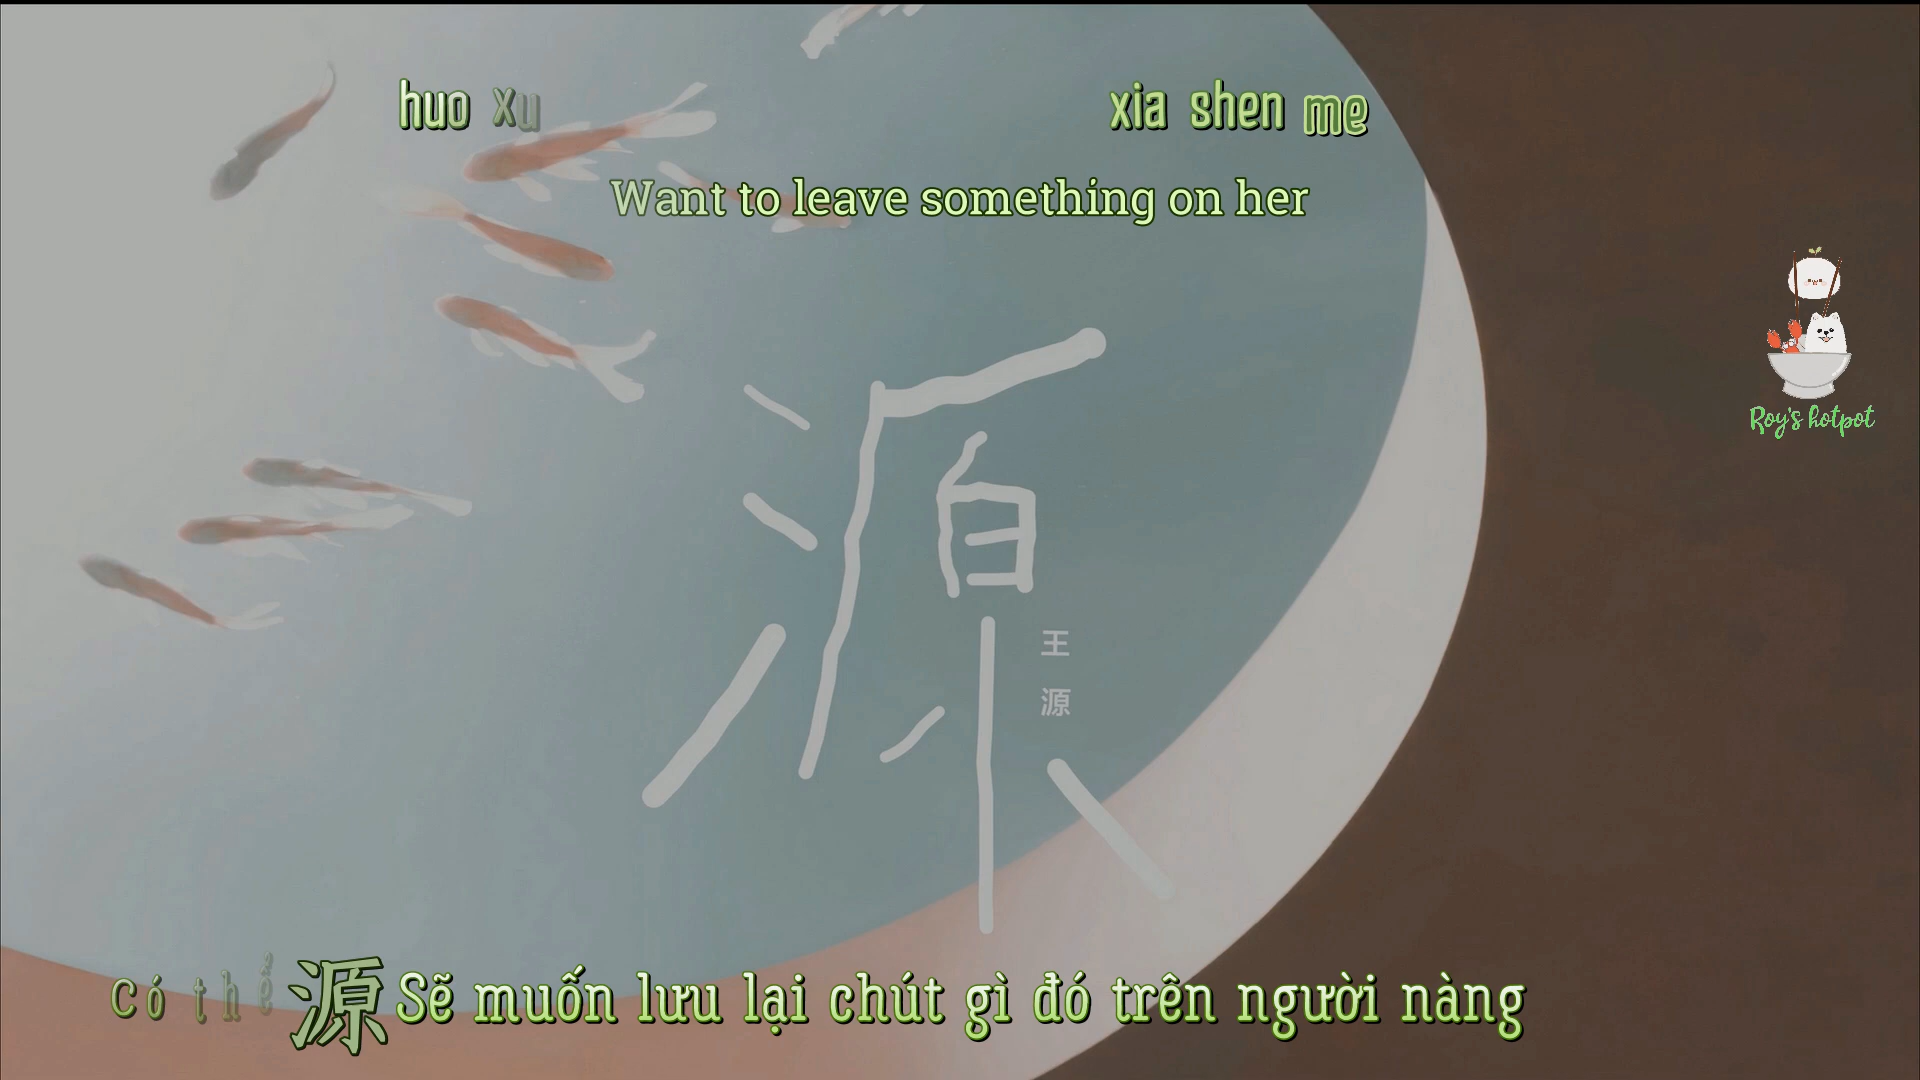 huo xu xia shen me
Want to leave something on her
Roy's hotpot
源
王
源
Có thể 源 Sẽ muốn lưu lại chút gì đó trên người nàng